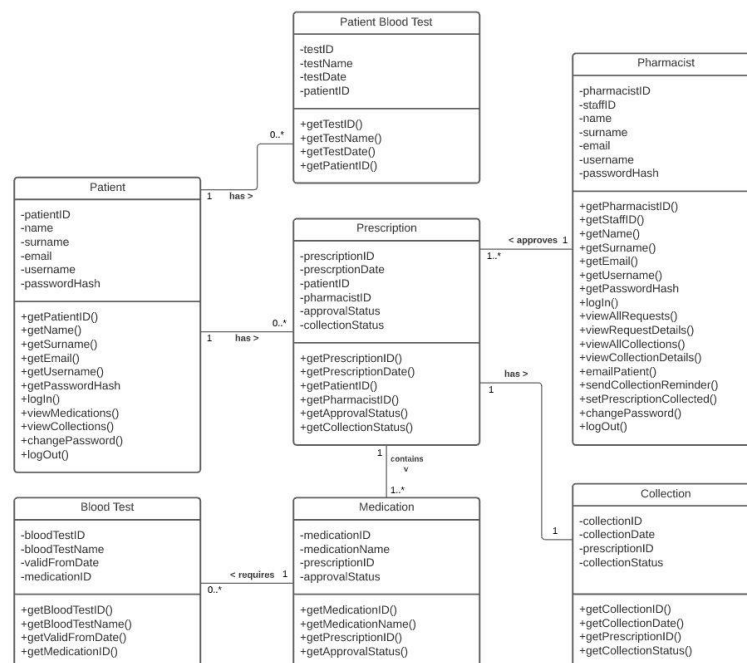 Patient Blood Test
-testID
-testName
-testDate
-patientID
+getTestID()
+getTestName()
+getTestDate()
+getPatientID()
Pharmacist
-pharmacistID
-staffID
-name
-surname
-email
-username
-passwordHash
+getPharmacistID()
+getStaffID()
+getName()
+getSurname()
+getEmail()
+getUsername()
+getPasswordHash
+logIn()
+viewAllRequests()
+viewRequestDetails()
+viewAllCollections()
+viewCollectionDetails()
+emailPatient()
+sendCollectionReminder()
+setPrescriptionCollected()
+changePassword()
+logOut()
0..*
1 has >
Patient
-patientID
-name
-surname
-email
-username
-passwordHash
+getPatientID()
+getName()
+getSurname()
+getEmail()
+getUsername()
+getPasswordHash
+logIn()
+viewMedications()
+viewCollections()
+changePassword()
+logOut()
0..*
1 has >
Prescription
-prescriptionID
-prescrptionDate
-patientID
-pharmacistID
-approvalStatus
-collectionStatus
+getPrescriptionID()
+getPrescriptionDate()
+getPatientID()
+getPharmacistID()
+getApprovalStatus()
+getCollectionStatus()
< approves 1
1..*
has >
1
1
1
contains
v
1..*
Blood Test
-bloodTestID
-bloodTestName
-validFromDate
-medicationID
+getBloodTestID()
+getBloodTestName()
+getValidFromDate()
+getMedicationID()
< requires 1
0..*
Medication
-medicationID
-medicationName
-prescriptionID
-approvalStatus
+getMedicationID()
+getMedicationName()
+getPrescriptionID()
+getApprovalStatus()
Collection
-collectionID
-collectionDate
-prescriptionID
-collectionStatus
+getCollectionID()
+getCollectionDate()
+getPrescriptionID()
+getCollectionStatus()